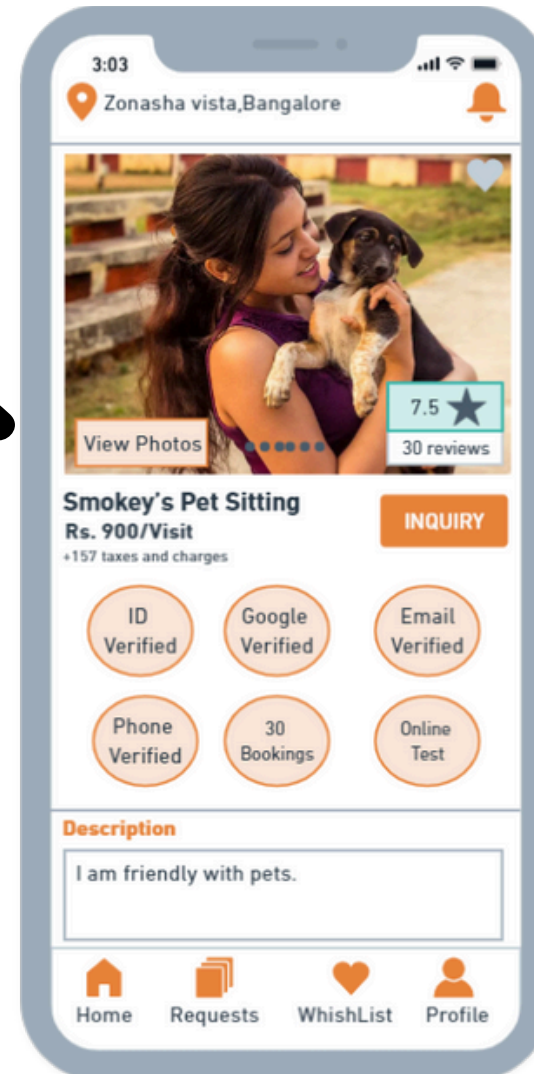 3:03
Zonasha vista,Bangalore
7.5
View Photos
30 reviews
Smokey's Pet Sitting
Rs. 900/Visit
INQUIRY
+157 taxes and charges
ID
Verified
Google
Verified
Email
Verified
Phone
Verified
30
Bookings
Online
Test
Description
I am friendly with pets.
Home
Requests
WhishList
Profile